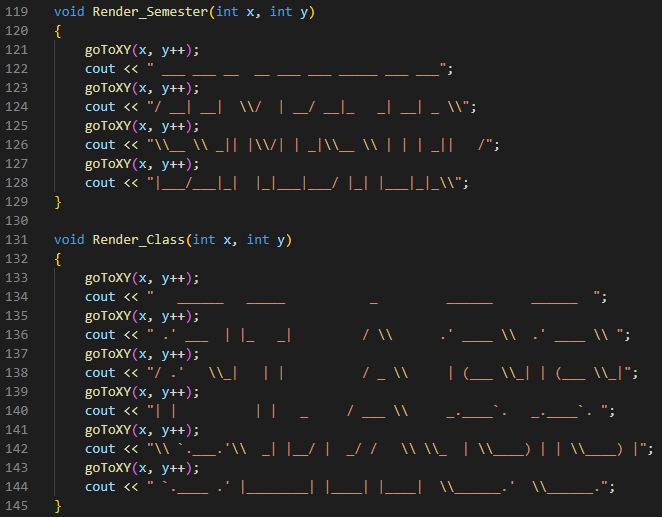 119 void Render_Semester(int x, int y)
120 {
121     goToXY(x, y++);
122     cout << " ___ ___ __  __ ___ ___ _____ ___ ___";
123     goToXY(x, y++);
124     cout << "/ __| __|  \\/  | __/ __|_   _| __| _ \\";
125     goToXY(x, y++);
126     cout << "\\__ \\ _|| |\\/| | _|\\__ \\ | | | _||   /";
127     goToXY(x, y++);
128     cout << "|___/___|_|  |_|___|___/ |_| |___|_|_\\";
129 }
130
131 void Render_Class(int x, int y)
132 {
133     goToXY(x, y++);
134     cout << "   ______   _____           _         ______     ______  ";
135     goToXY(x, y++);
136     cout << " .' ___  | |_   _|         / \\      .' ____ \\  .' ____ \\ ";
137     goToXY(x, y++);
138     cout << "/ .'   \\_|   | |          / _ \\     | (___ \\_| | (___ \\_|";
139     goToXY(x, y++);
140     cout << "| |          | |   _     / ___ \\     _.____`.   _.____`. ";
141     goToXY(x, y++);
142     cout << "\\ `.___.'\\  _| |__/ |  _/ /   \\ \\_  | \\____) | | \\____) |";
143     goToXY(x, y++);
144     cout << " `.____ .' |________| |____| |____|  \\______.'  \\______.";
145 }